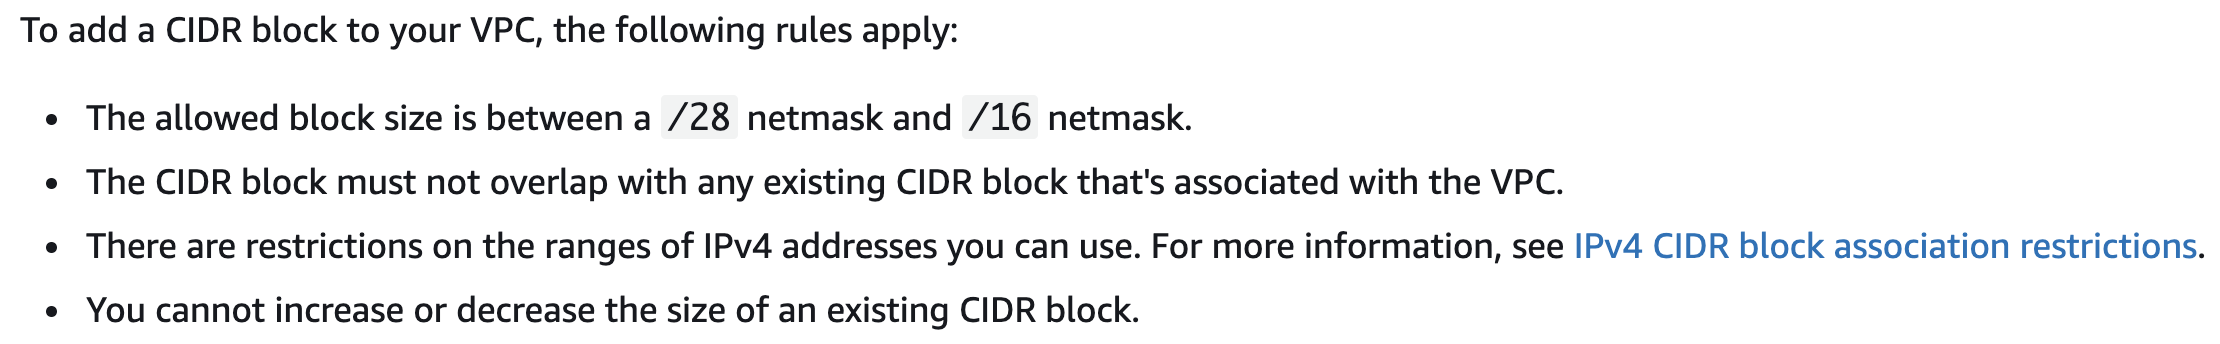 To add a CIDR block to your VPC, the following rules apply:
• The allowed block size is between a /28 netmask and /16 netmask.
• The CIDR block must not overlap with any existing CIDR block that's associated with the VPC.
• There are restrictions on the ranges of IPv4 addresses you can use. For more information, see IPv4 CIDR block association restrictions.
• You cannot increase or decrease the size of an existing CIDR block.